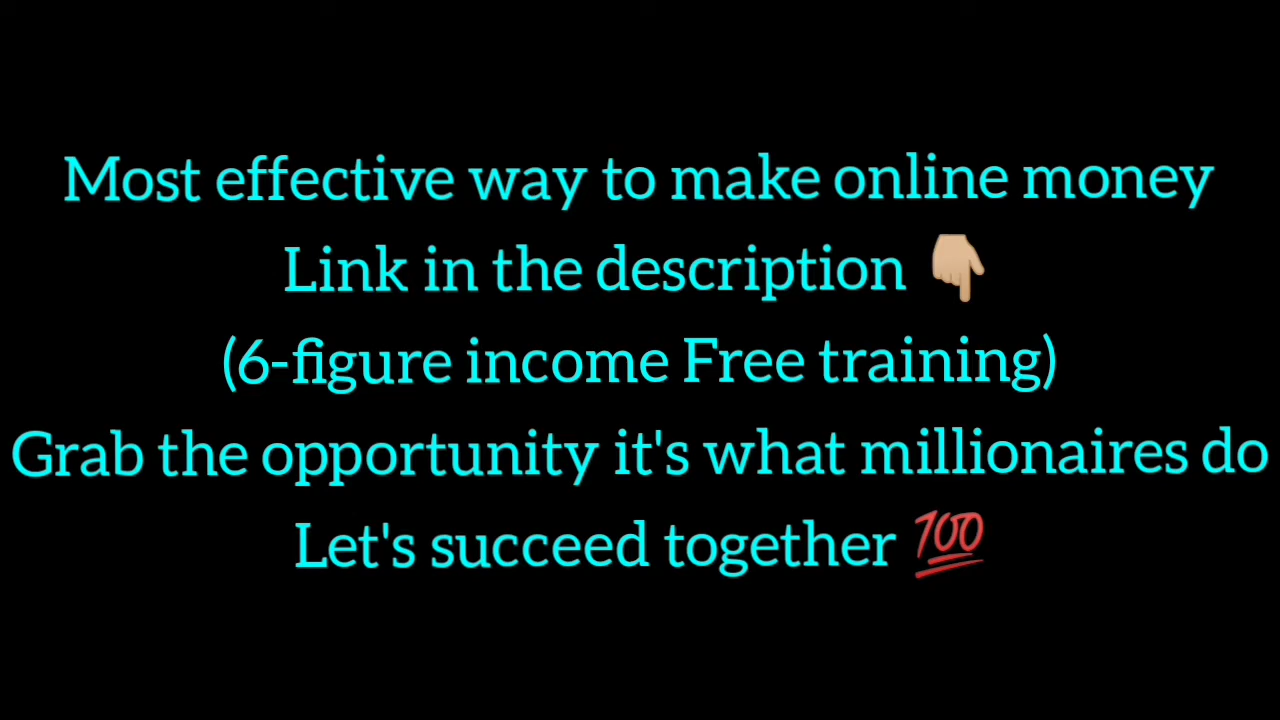 Most effective way to make online money
Link in the description 👇🏼
(6-figure income Free training)
Grab the opportunity it's what millionaires do
Let's succeed together 💯